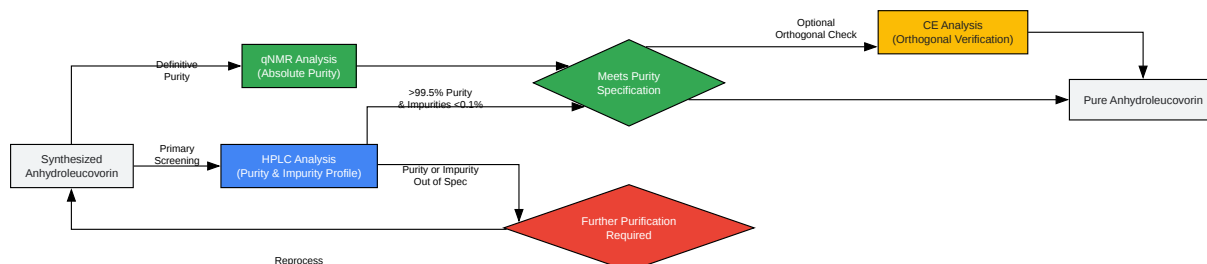 Optional
Orthogonal Check
CE Analysis
(Orthogonal Verification)
Definitive
Purity
qNMR Analysis
(Absolute Purity)
Meets Purity
Specification
>99.5% Purity
& Impurities <0.1%
Pure Anhydroleucovorin
Synthesized
Anhydroleucovorin
Primary
Screening
HPLC Analysis
(Purity & Impurity Profile)
Purity or Impurity
Out of Spec
Further Purification
Required
Reprocess